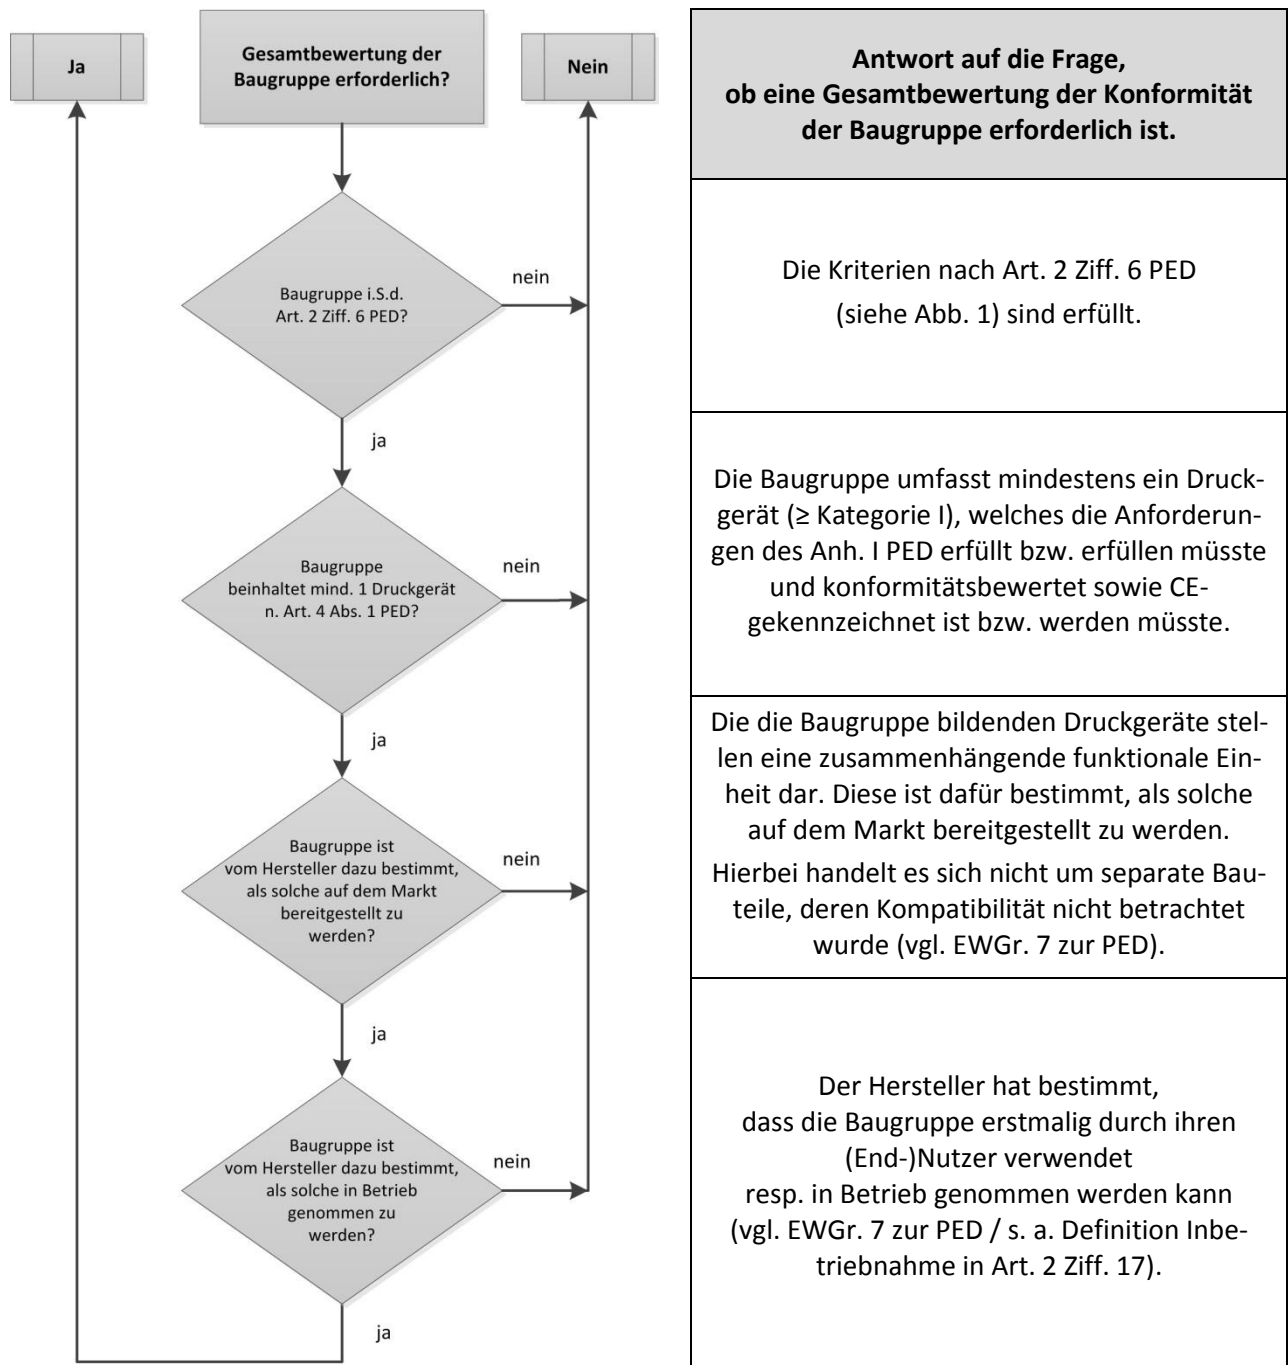 Ja
Gesamtbewertung der
Baugruppe erforderlich?
Nein
Antwort auf die Frage,
ob eine Gesamtbewertung der Konformität
der Baugruppe erforderlich ist.
Baugruppe i.S.d.
Art. 2 Ziff. 6 PED?
nein
ja
Die Kriterien nach Art. 2 Ziff. 6 PED
(siehe Abb. 1) sind erfüllt.
Baugruppe
beinhaltet mind. 1 Druckgerät
n. Art. 4 Abs. 1 PED?
nein
ja
Die Baugruppe umfasst mindestens ein Druck-
gerät (≥ Kategorie I), welches die Anforderun-
gen des Anh. I PED erfüllt bzw. erfüllen müsste
und konformitätsbewertet sowie CE-
gekennzeichnet ist bzw. werden müsste.
Baugruppe ist
vom Hersteller dazu bestimmt,
als solche auf dem Markt
bereitgestellt zu
werden?
nein
ja
Die die Baugruppe bildenden Druckgeräte stel-
len eine zusammenhängende funktionale Ein-
heit dar. Diese ist dafür bestimmt, als solche
auf dem Markt bereitgestellt zu werden.
Hierbei handelt es sich nicht um separate Bau-
teile, deren Kompatibilität nicht betrachtet
wurde (vgl. EWGr. 7 zur PED).
Baugruppe ist
vom Hersteller dazu bestimmt,
als solche in Betrieb
genommen zu
werden?
nein
ja
Der Hersteller hat bestimmt,
dass die Baugruppe erstmalig durch ihren
(End-)Nutzer verwendet
resp. in Betrieb genommen werden kann
(vgl. EWGr. 7 zur PED / s. a. Definition Inbe-
triebnahme in Art. 2 Ziff. 17).